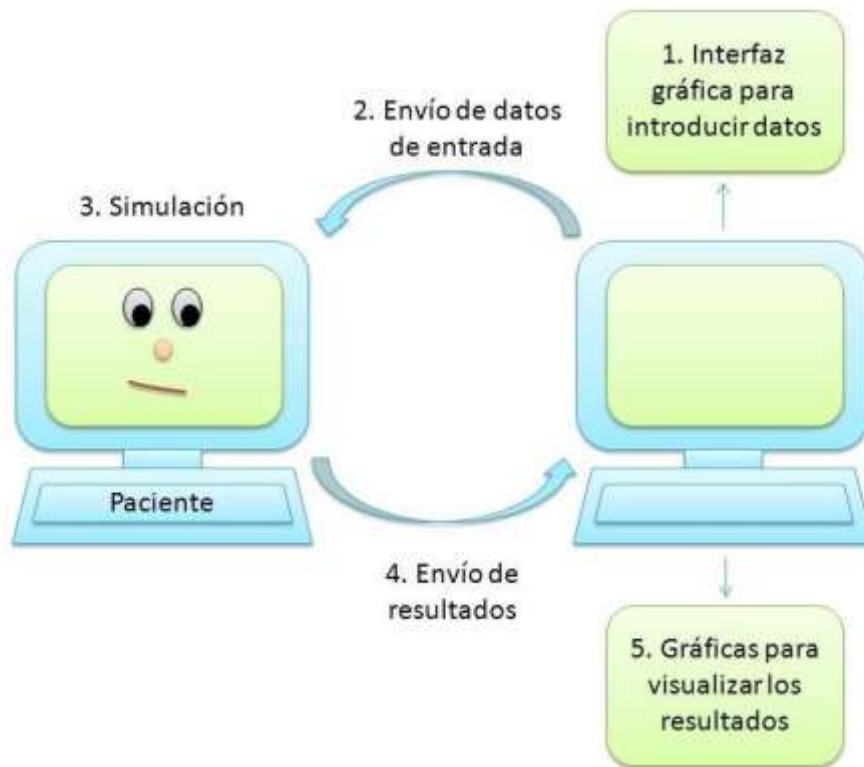 1. Interfaz
gráfica para
introducir datos
2. Envío de datos
de entrada
3. Simulación
Paciente
4. Envío de
resultados
5. Gráficas para
visualizar los
resultados